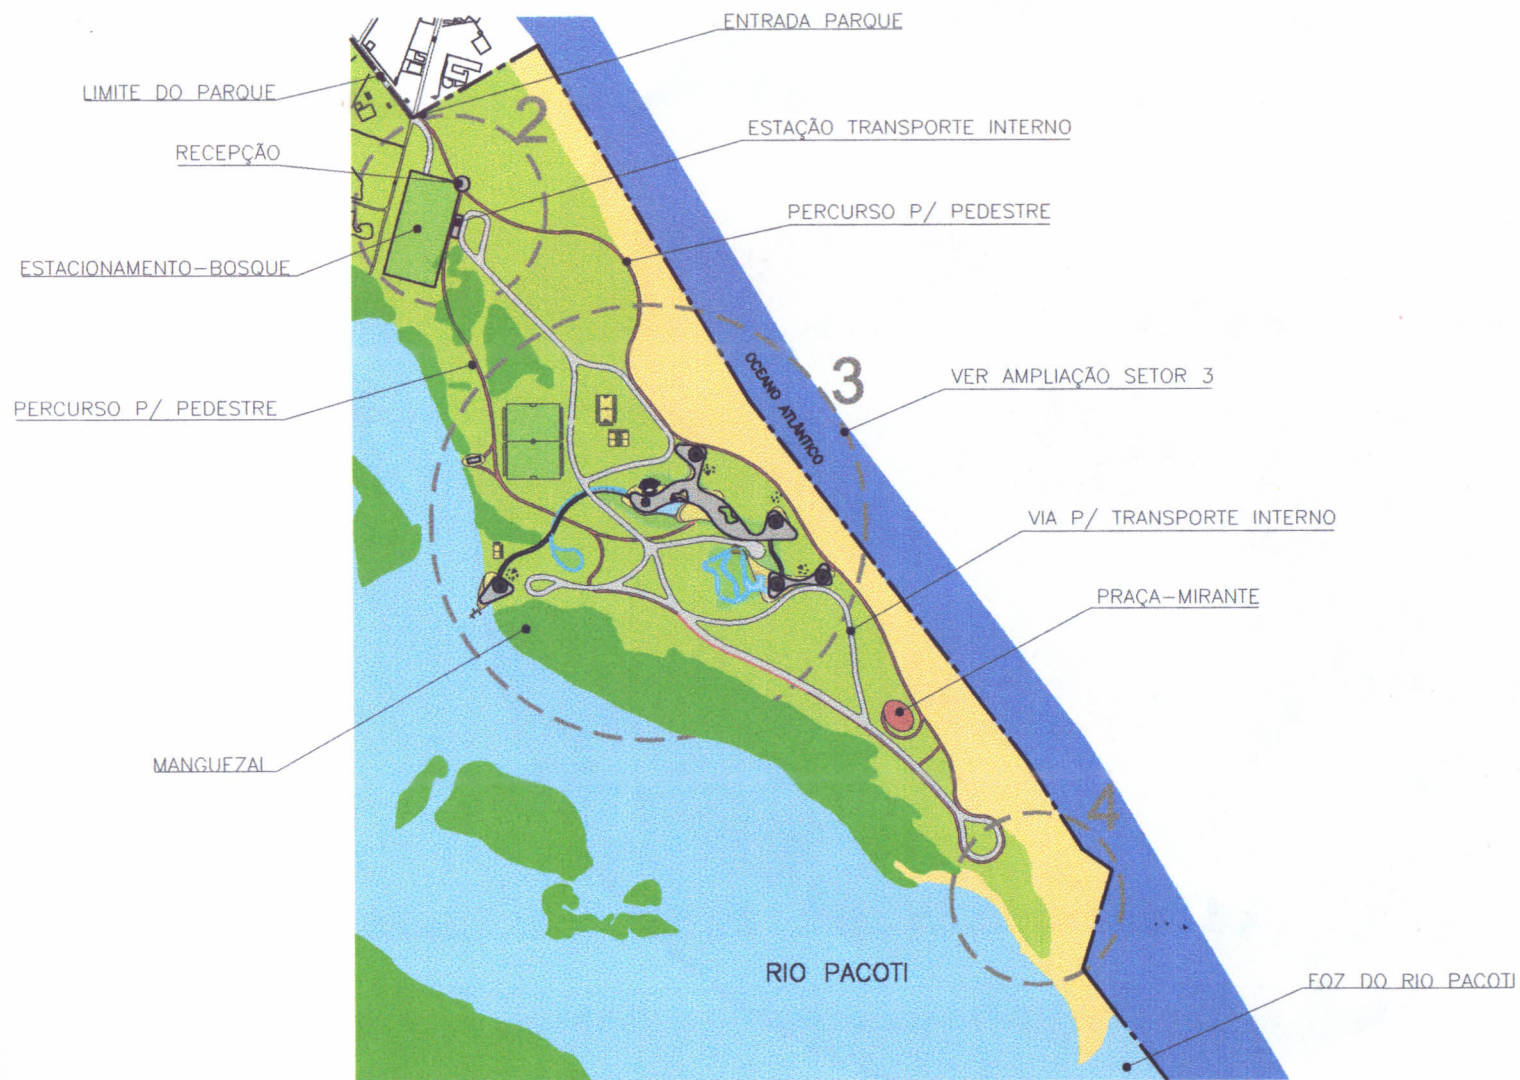 ENTRADA PARQUE
LIMITE DO PARQUE
2
ESTAÇÃO TRANSPORTE INTERNO
RECEPÇÃO
PERCURSO P/ PEDESTRE
ESTACIONAMENTO-BOSQUE
3
OCEANO ATLÂNTICO
VER AMPLIAÇÃO SETOR 3
PERCURSO P/ PEDESTRE
VIA P/ TRANSPORTE INTERNO
PRAÇA-MIRANTE
MANGUEZAL
4
RIO PACOTI
FOZ DO RIO PACOTI